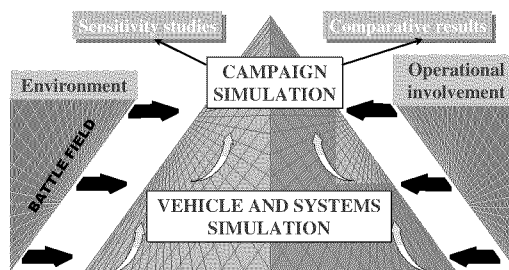 Sensitivity studies
Comparative results
CAMPAIGN
SIMULATION
Environment
Operational
involvement
BATTLE FIELD
VEHICLE AND SYSTEMS
SIMULATION